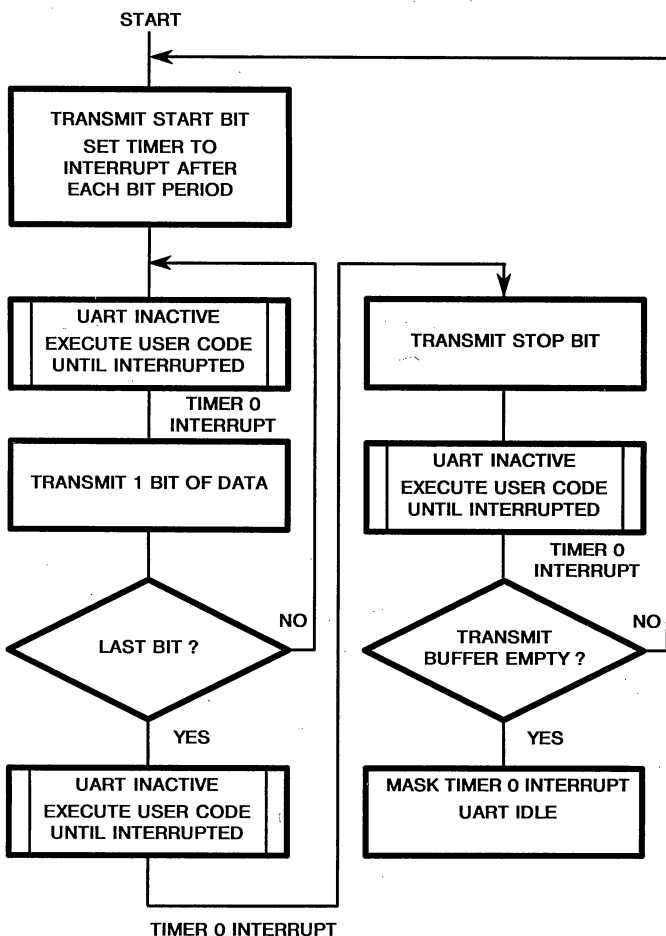 START
TRANSMIT START BIT
SET TIMER TO
INTERRUPT AFTER
EACH BIT PERIOD
UART INACTIVE
EXECUTE USER CODE
UNTIL INTERRUPTED
TIMER 0
INTERRUPT
TRANSMIT 1 BIT OF DATA
LAST BIT ?
NO
YES
UART INACTIVE
EXECUTE USER CODE
UNTIL INTERRUPTED
TIMER 0 INTERRUPT
TRANSMIT STOP BIT
UART INACTIVE
EXECUTE USER CODE
UNTIL INTERRUPTED
TIMER 0
INTERRUPT
TRANSMIT
BUFFER EMPTY ?
NO
YES
MASK TIMER 0 INTERRUPT
UART IDLE